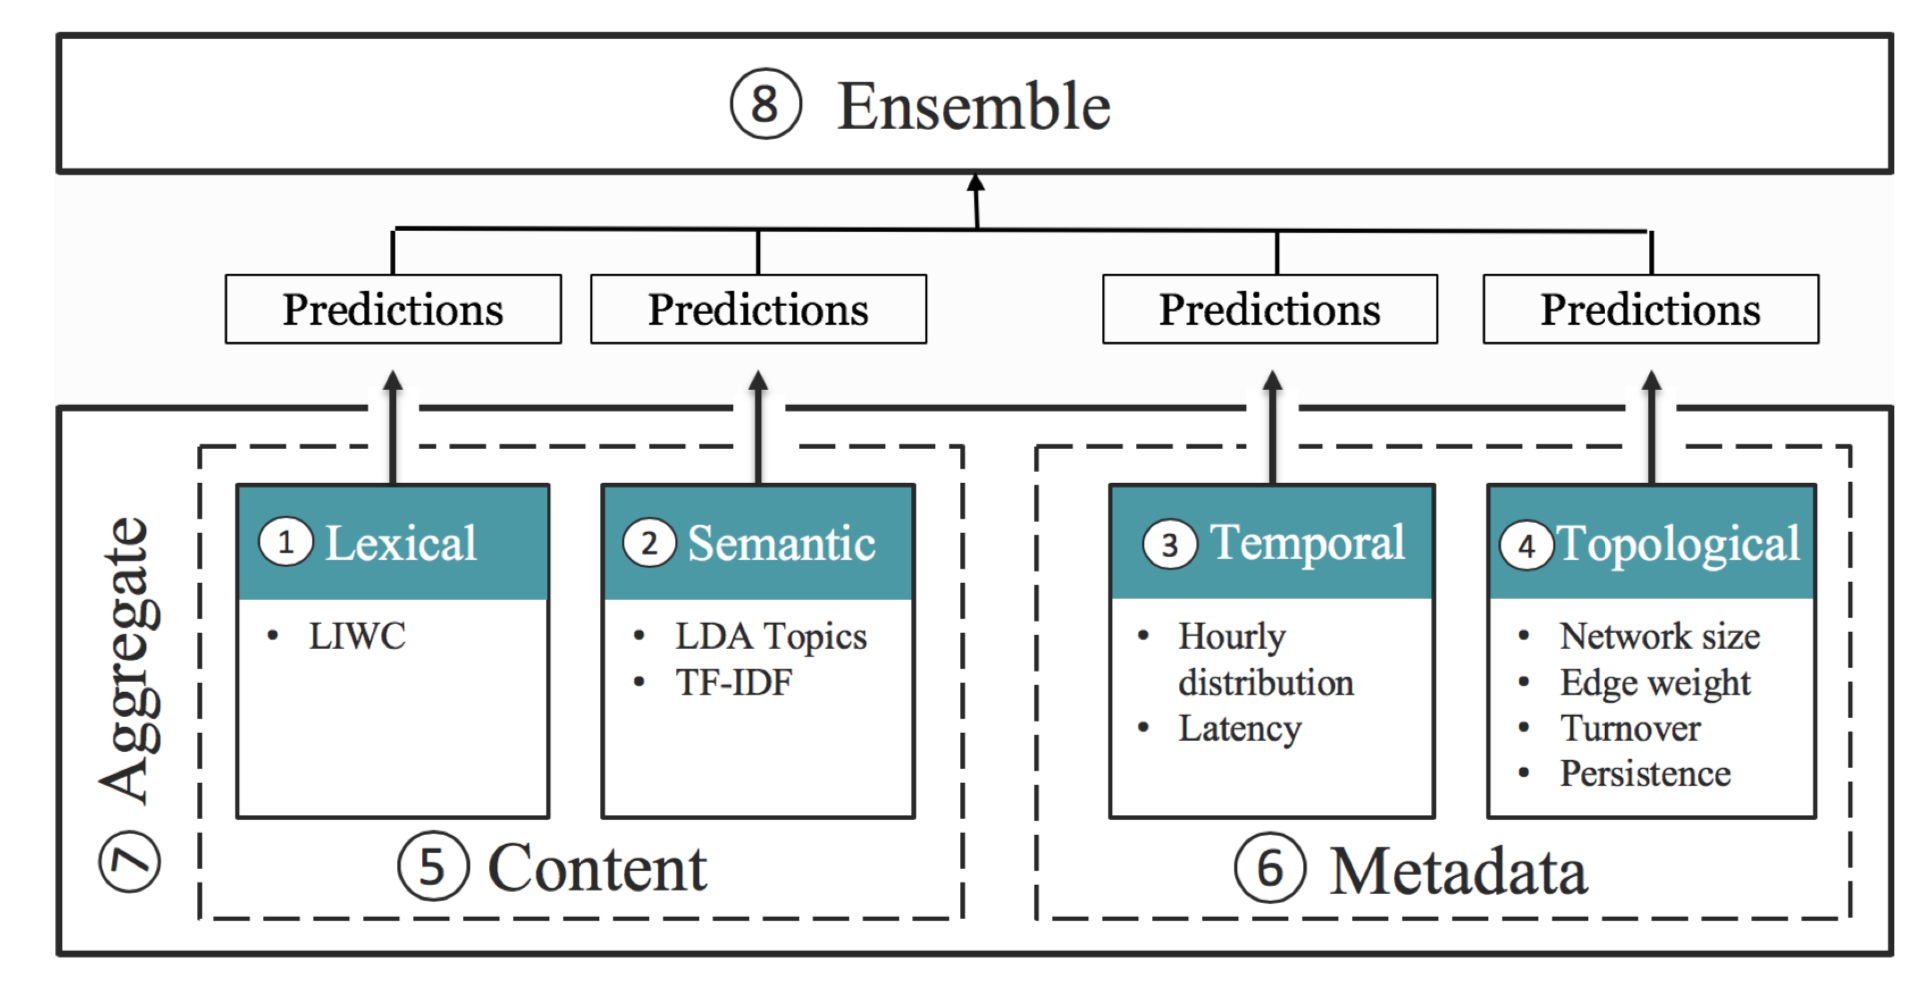 ⑧ Ensemble
Predictions
Predictions
Predictions
Predictions
⑦ Aggregate
① Lexical
• LIWC
② Semantic
• LDA Topics
• TF-IDF
⑤ Content
③ Temporal
• Hourly
distribution
• Latency
④ Topological
• Network size
• Edge weight
• Turnover
• Persistence
⑥ Metadata